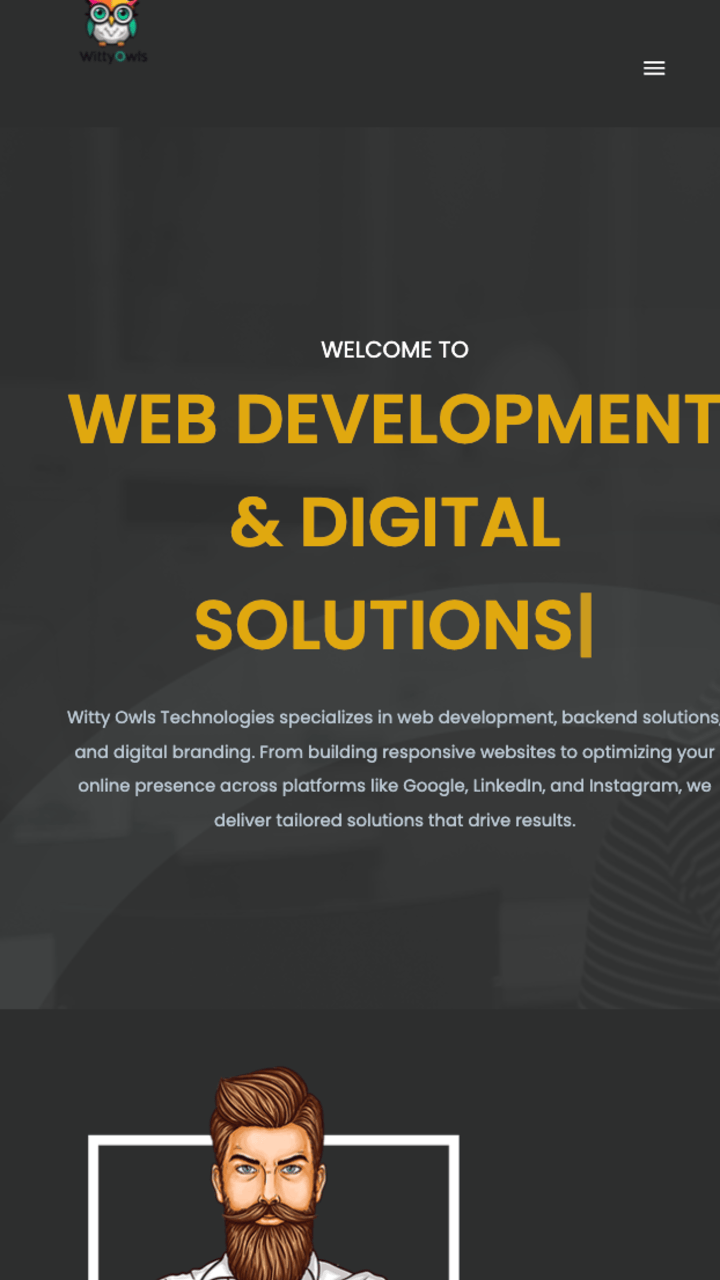 WittyOwls
WELCOME TO
WEB DEVELOPMENT
& DIGITAL
SOLUTIONS|
Witty Owls Technologies specializes in web development, backend solutions,
and digital branding. From building responsive websites to optimizing your
online presence across platforms like Google, LinkedIn, and Instagram, we
deliver tailored solutions that drive results.